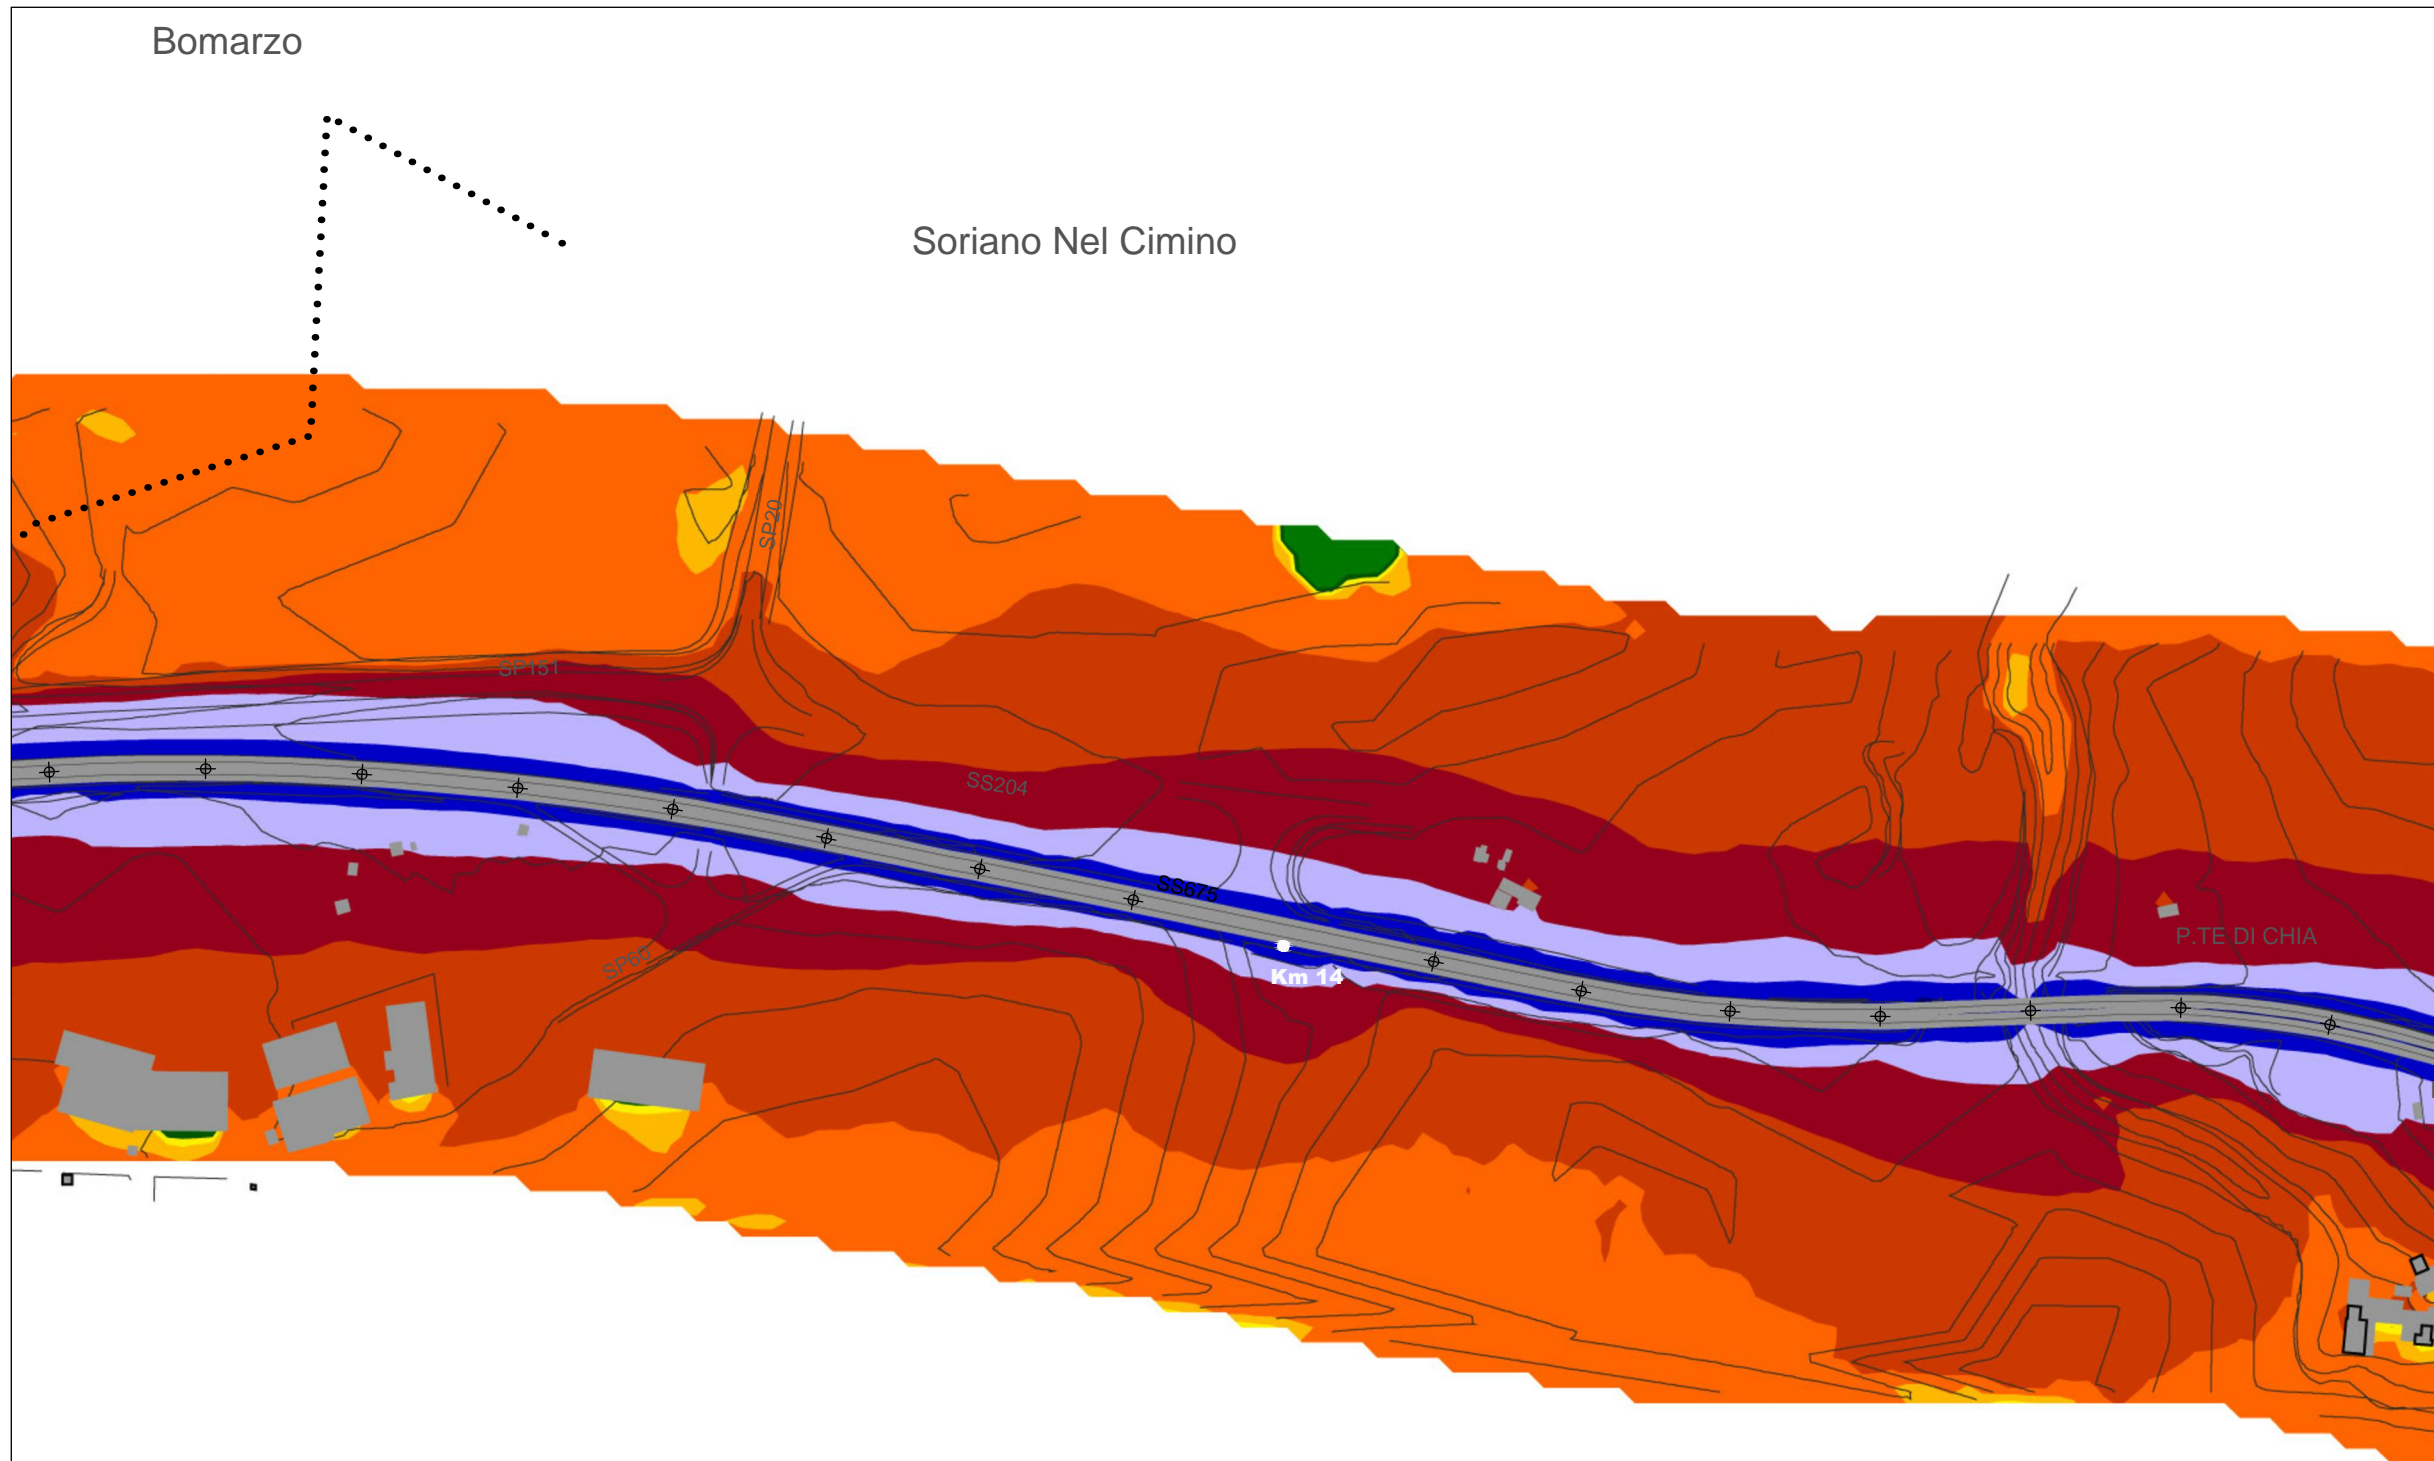 Bomarzo
Soriano Nel Cimino
SP20
SP151
SS204
SS675
P.TE DI CHIA
SP60
Km 14